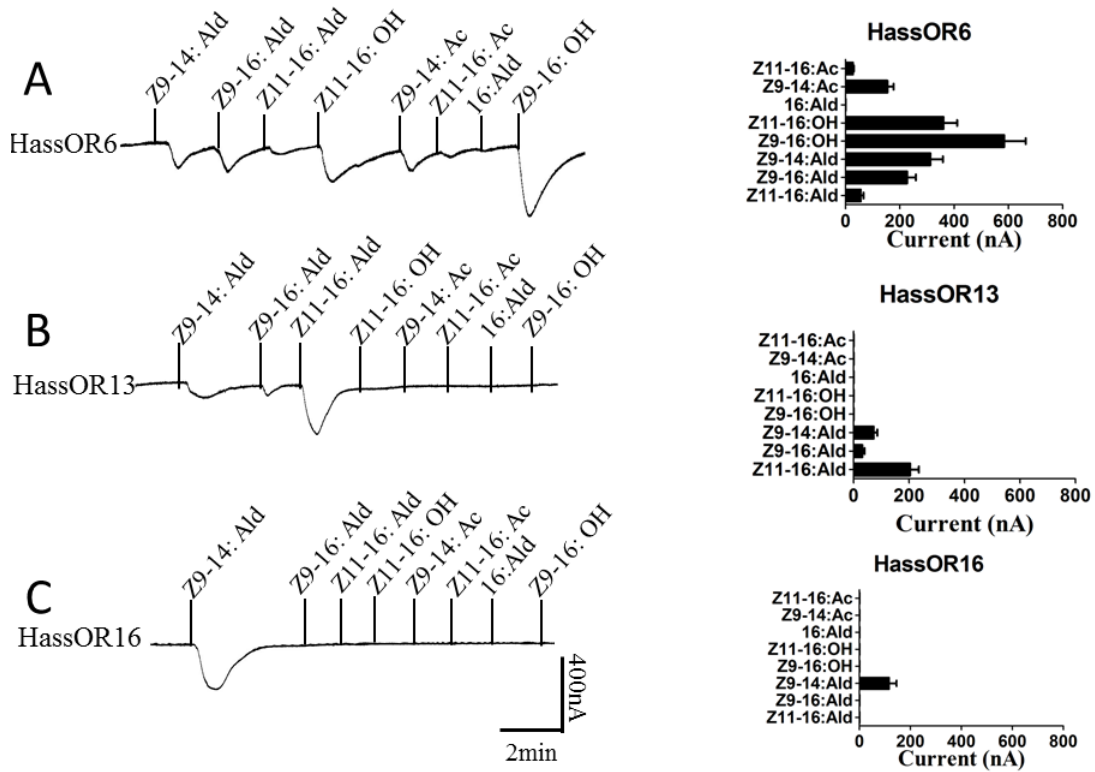 A
HassOR6
Z9-14: Ald
Z9-16: Ald
Z11-16: Ald
Z11-16: OH
Z9-14: Ac
Z11-16: Ac
16:Ald
Z9-16: OH
HassOR6
Z11-16:Ac
Z9-14:Ac
16:Ald
Z11-16:OH
Z9-16:OH
Z9-14:Ald
Z9-16:Ald
Z11-16:Ald
0 200 400 600 800
Current (nA)
B
HassOR13
Z9-14: Ald
Z9-16: Ald
Z11-16: Ald
Z11-16: OH
Z9-14: Ac
Z11-16: Ac
16:Ald
Z9-16: OH
HassOR13
Z11-16:Ac
Z9-14:Ac
16:Ald
Z11-16:OH
Z9-16:OH
Z9-14:Ald
Z9-16:Ald
Z11-16:Ald
0 200 400 600 800
Current (nA)
C
HassOR16
Z9-14: Ald
Z9-16: Ald
Z11-16: Ald
Z11-16: OH
Z9-14: Ac
Z11-16: Ac
16:Ald
Z9-16: OH
400nA
2min
HassOR16
Z11-16:Ac
Z9-14:Ac
16:Ald
Z11-16:OH
Z9-16:OH
Z9-14:Ald
Z9-16:Ald
Z11-16:Ald
0 200 400 600 800
Current (nA)